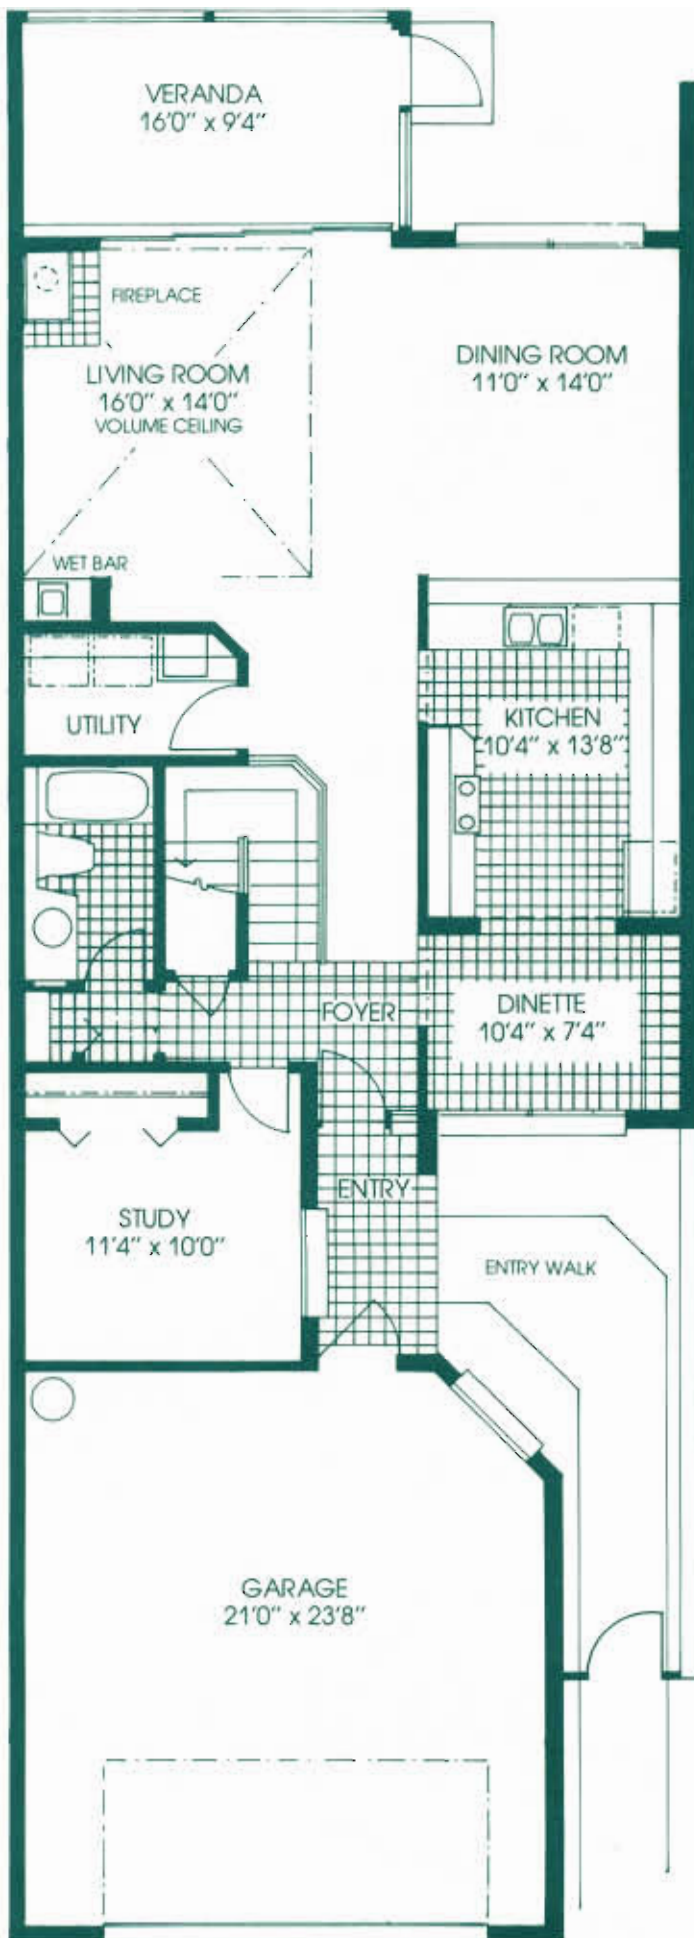 VERANDA
16'0" x 9'4"
FIREPLACE
LIVING ROOM
16'0" x 14'0"
VOLUME CEILING
DINING ROOM
11'0" x 14'0"
WET BAR
UTILITY
KITCHEN
10'4" x 13'8"
FOYER
DINETTE
10'4" x 7'4"
ENTRY
STUDY
11'4" x 10'0"
ENTRY WALK
GARAGE
21'0" x 23'8"